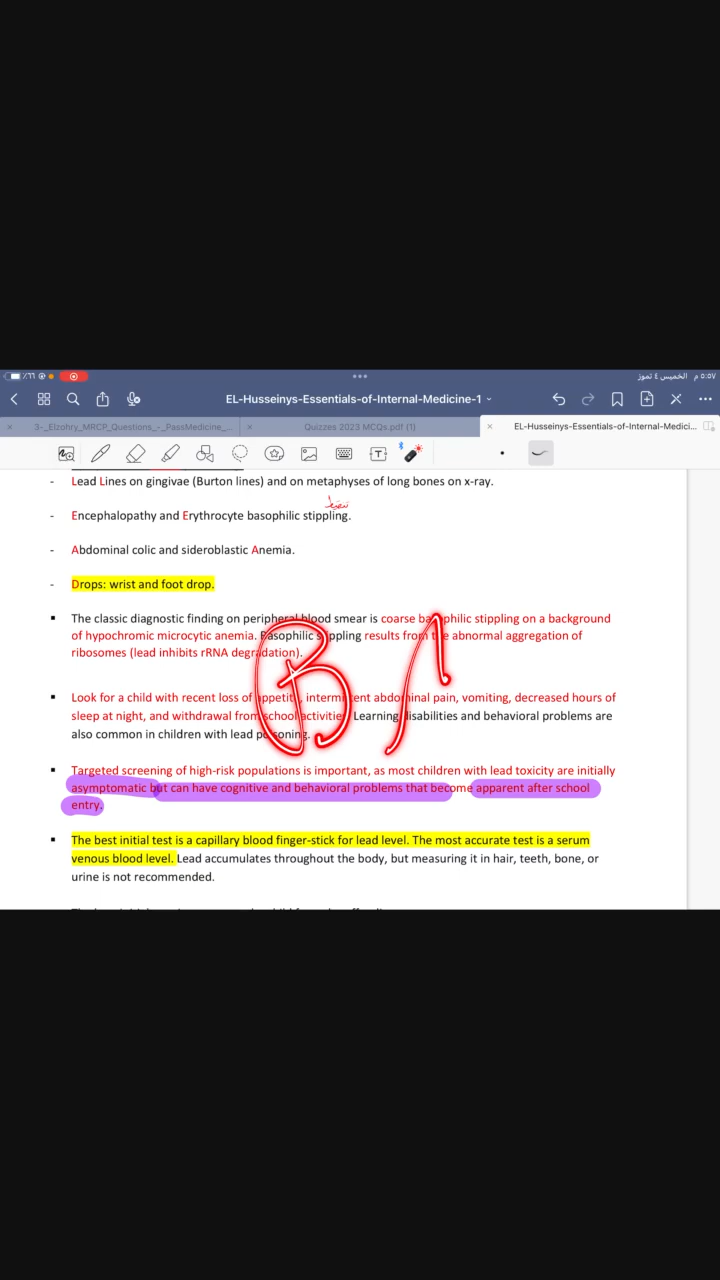 ٪٦٦
٥:٥٧ م الخميس ٤ تموز
EL-Husseinys-Essentials-of-Internal-Medicine-1
3-_Elzohry_MRCP_Questions_-_PassMedicine_...
Quizzes 2023 MCQs.pdf (1)
EL-Husseinys-Essentials-of-Internal-Medici...
- Lead Lines on gingivae (Burton lines) and on metaphyses of long bones on x-ray.
- Encephalopathy and Erythrocyte basophilic stippling.
- Abdominal colic and sideroblastic Anemia.
- Drops: wrist and foot drop.
▪ The classic diagnostic finding on peripheral blood smear is coarse basophilic stippling on a background
of hypochromic microcytic anemia. Basophilic stippling results from the abnormal aggregation of
ribosomes (lead inhibits rRNA degradation).
▪ Look for a child with recent loss of appetite, intermittent abdominal pain, vomiting, decreased hours of
sleep at night, and withdrawal from school activities. Learning disabilities and behavioral problems are
also common in children with lead poisoning.
▪ Targeted screening of high-risk populations is important, as most children with lead toxicity are initially
asymptomatic but can have cognitive and behavioral problems that become apparent after school
entry.
▪ The best initial test is a capillary blood finger-stick for lead level. The most accurate test is a serum
venous blood level. Lead accumulates throughout the body, but measuring it in hair, teeth, bone, or
urine is not recommended.